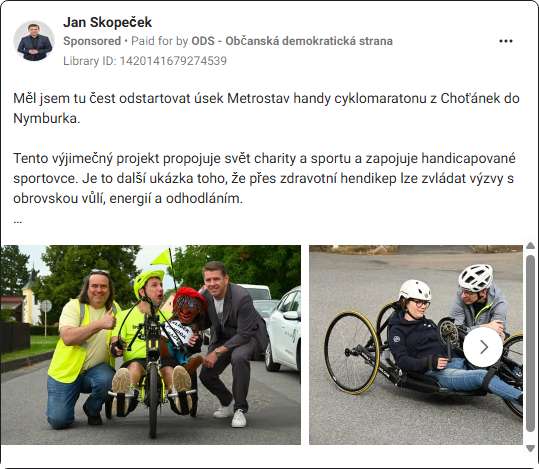 Jan Skopeček
Sponsored • Paid for by ODS - Občanská demokratická strana
Library ID: 1420141679274539
Měl jsem tu čest odstartovat úsek Metrostav handy cyklomaratonu z Choťánek do
Nymburka.
Tento výjimečný projekt propojuje svět charity a sportu a zapojuje handicapované
sportovce. Je to další ukázka toho, že přes zdravotní hendikep lze zvládat výzvy s
obrovskou vůlí, energií a odhodláním.
...